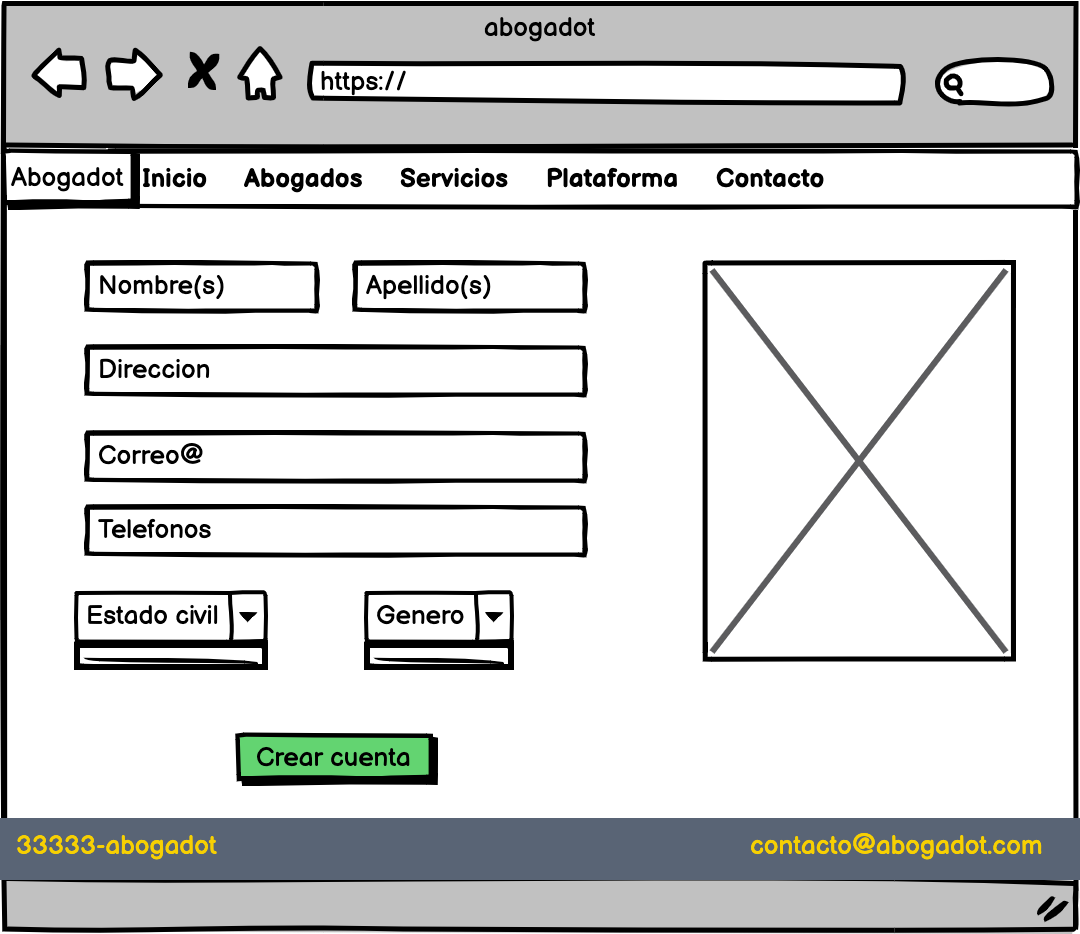 abogadot
https://
Abogadot Inicio Abogados Servicios Plataforma Contacto
Nombre(s) Apellido(s)
Direccion
Correo@
Telefonos
Estado civil Genero
Crear cuenta
33333-abogadot contacto@abogadot.com